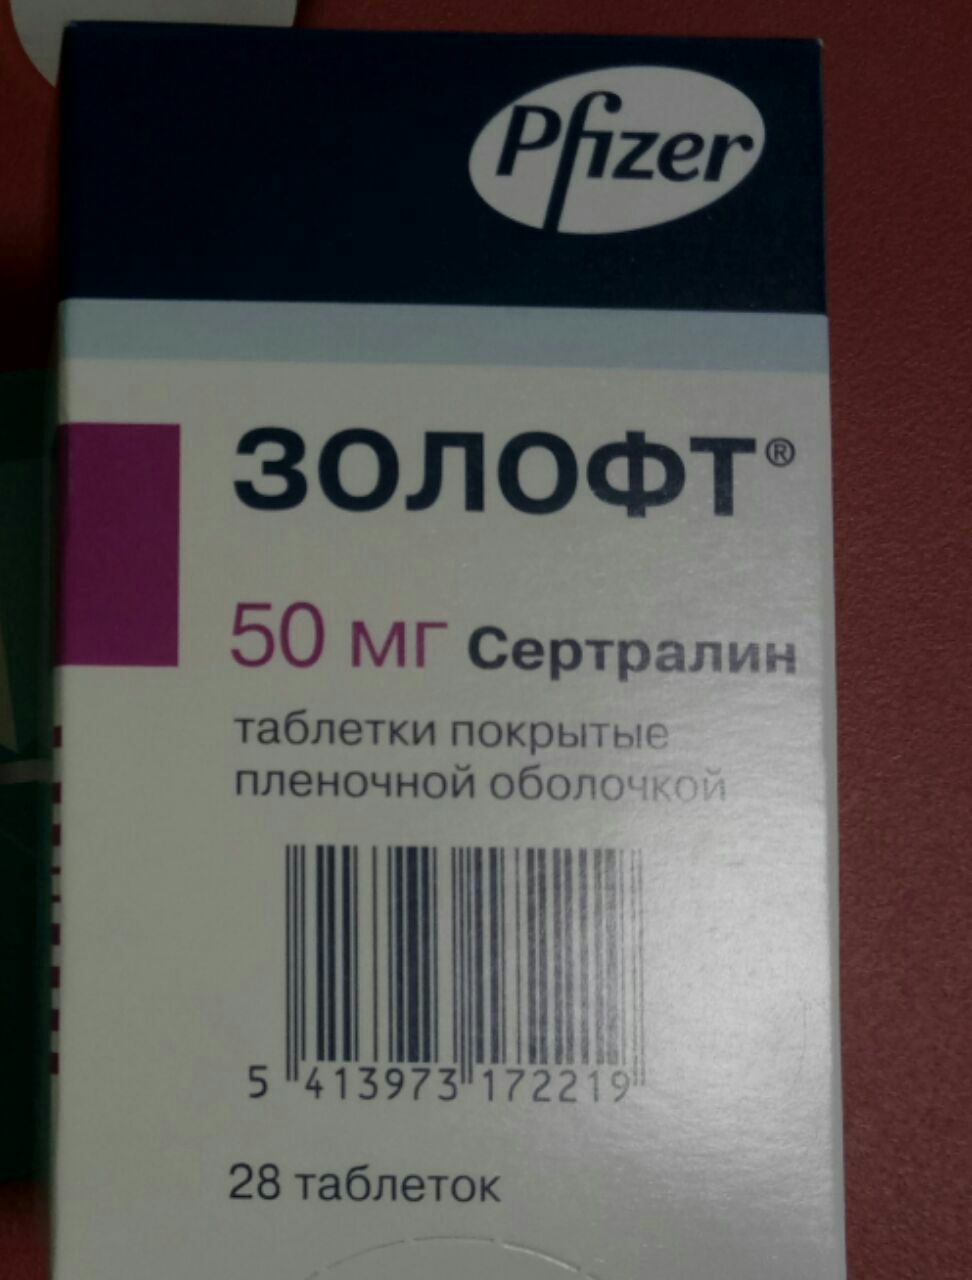 Pfizer
ЗОЛОФТ®
50 мг Сертралин
таблетки покрытые
пленочной оболочкой
5 413973 172219
28 таблеток